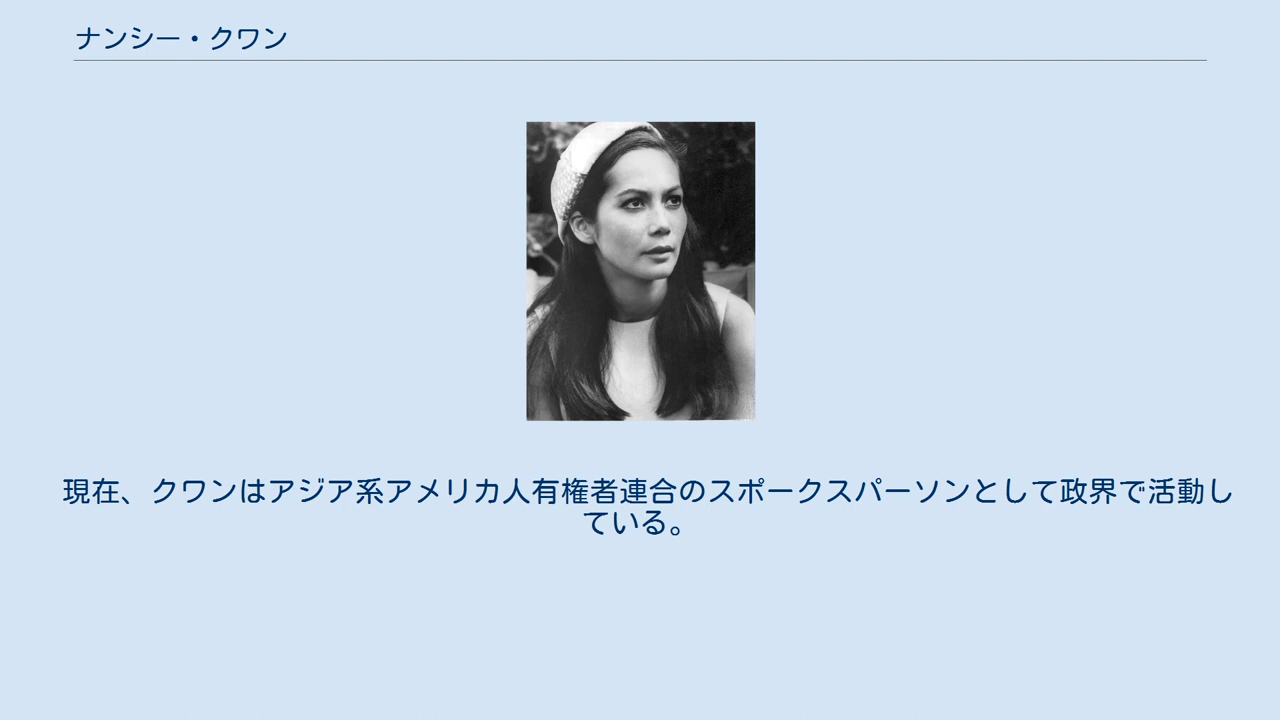 ナンシー・クワン
現在、クワンはアジア系アメリカ人有権者連合のスポークスパーソンとして政界で活動し
ている。